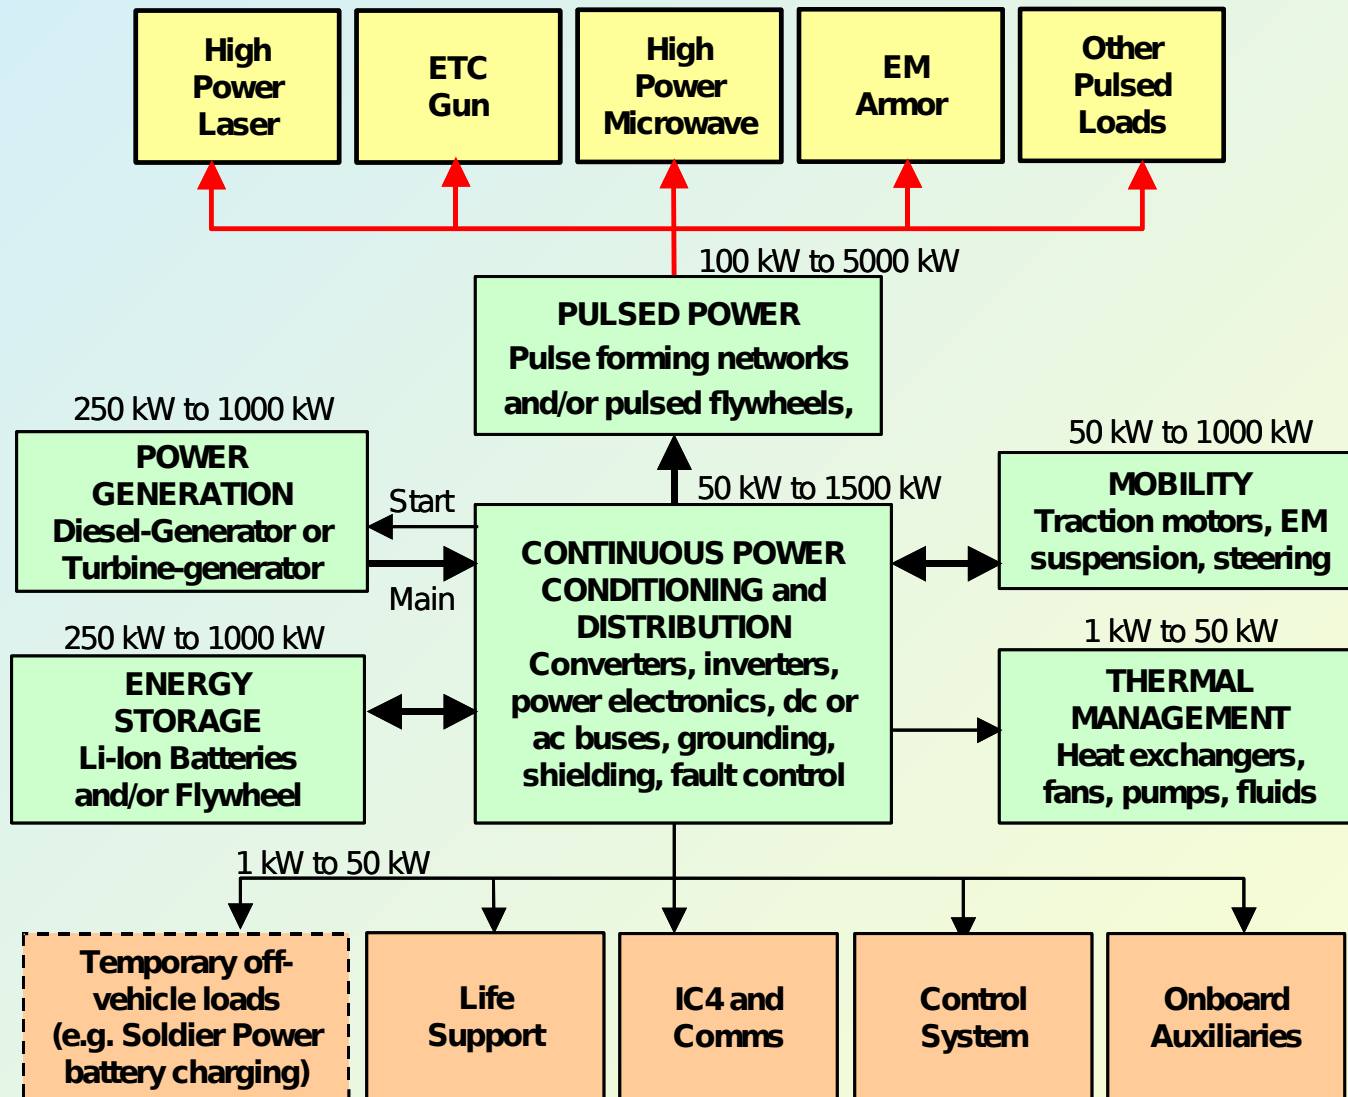 High
Power
Laser
ETC
Gun
High
Power
Microwave
EM
Armor
Other
Pulsed
Loads
100 kW to 5000 kW
PULSED POWER
Pulse forming networks
and/or pulsed flywheels,
250 kW to 1000 kW
POWER
GENERATION
Diesel-Generator or
Turbine-generator
Start
Main
50 kW to 1500 kW
CONTINUOUS POWER
CONDITIONING and
DISTRIBUTION
Converters, inverters,
power electronics, dc or
ac buses, grounding,
shielding, fault control
50 kW to 1000 kW
MOBILITY
Traction motors, EM
suspension, steering
250 kW to 1000 kW
ENERGY
STORAGE
Li-Ion Batteries
and/or Flywheel
1 kW to 50 kW
THERMAL
MANAGEMENT
Heat exchangers,
fans, pumps, fluids
1 kW to 50 kW
Temporary off-
vehicle loads
(e.g. Soldier Power
battery charging)
Life
Support
IC4 and
Comms
Control
System
Onboard
Auxiliaries